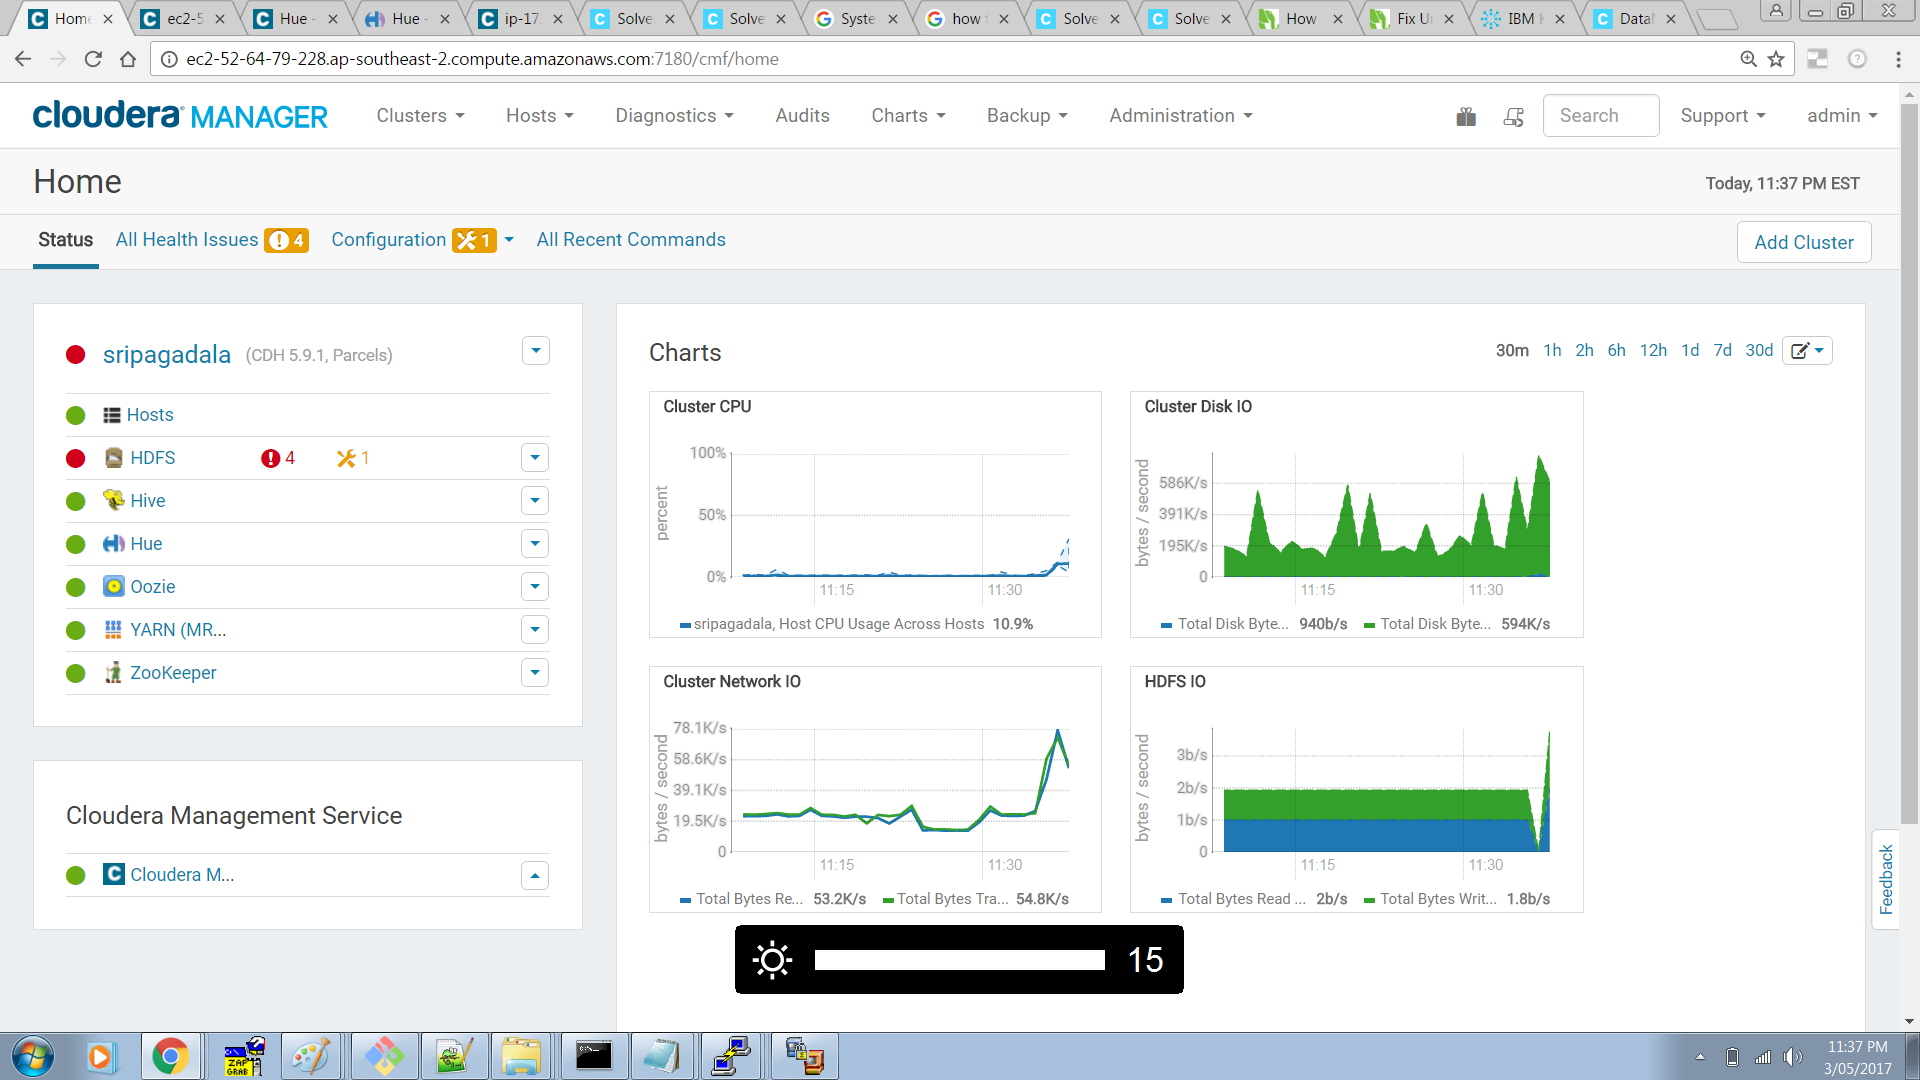 Home
ec2-5
Hue -
Hue -
ip-17
Solve
Solve
Syste
how t
Solve
Solve
How
Fix U
IBM
Data
ec2-52-64-79-228.ap-southeast-2.compute.amazonaws.com:7180/cmf/home
cloudera MANAGER
Clusters
Hosts
Diagnostics
Audits
Charts
Backup
Administration
Search
Support
admin
Home
Today, 11:37 PM EST
Status
All Health Issues 4
Configuration 1
All Recent Commands
Add Cluster
sripagadala (CDH 5.9.1, Parcels)
Hosts
HDFS 4 1
Hive
Hue
Oozie
YARN (MR...
ZooKeeper
Cloudera Management Service
Cloudera M...
Charts
30m 1h 2h 6h 12h 1d 7d 30d
Cluster CPU
percent
100%
50%
0%
11:15 11:30
sripagadala, Host CPU Usage Across Hosts 10.9%
Cluster Disk IO
bytes / second
586K/s
391K/s
195K/s
0
11:15 11:30
Total Disk Byte... 940b/s Total Disk Byte... 594K/s
Cluster Network IO
bytes / second
78.1K/s
58.6K/s
39.1K/s
19.5K/s
0
11:15 11:30
Total Bytes Re... 53.2K/s Total Bytes Tra... 54.8K/s
HDFS IO
bytes / second
3b/s
2b/s
1b/s
0
11:15 11:30
Total Bytes Read ... 2b/s Total Bytes Writ... 1.8b/s
Feedback
15
ZAP
GRAB
11:37 PM
3/05/2017